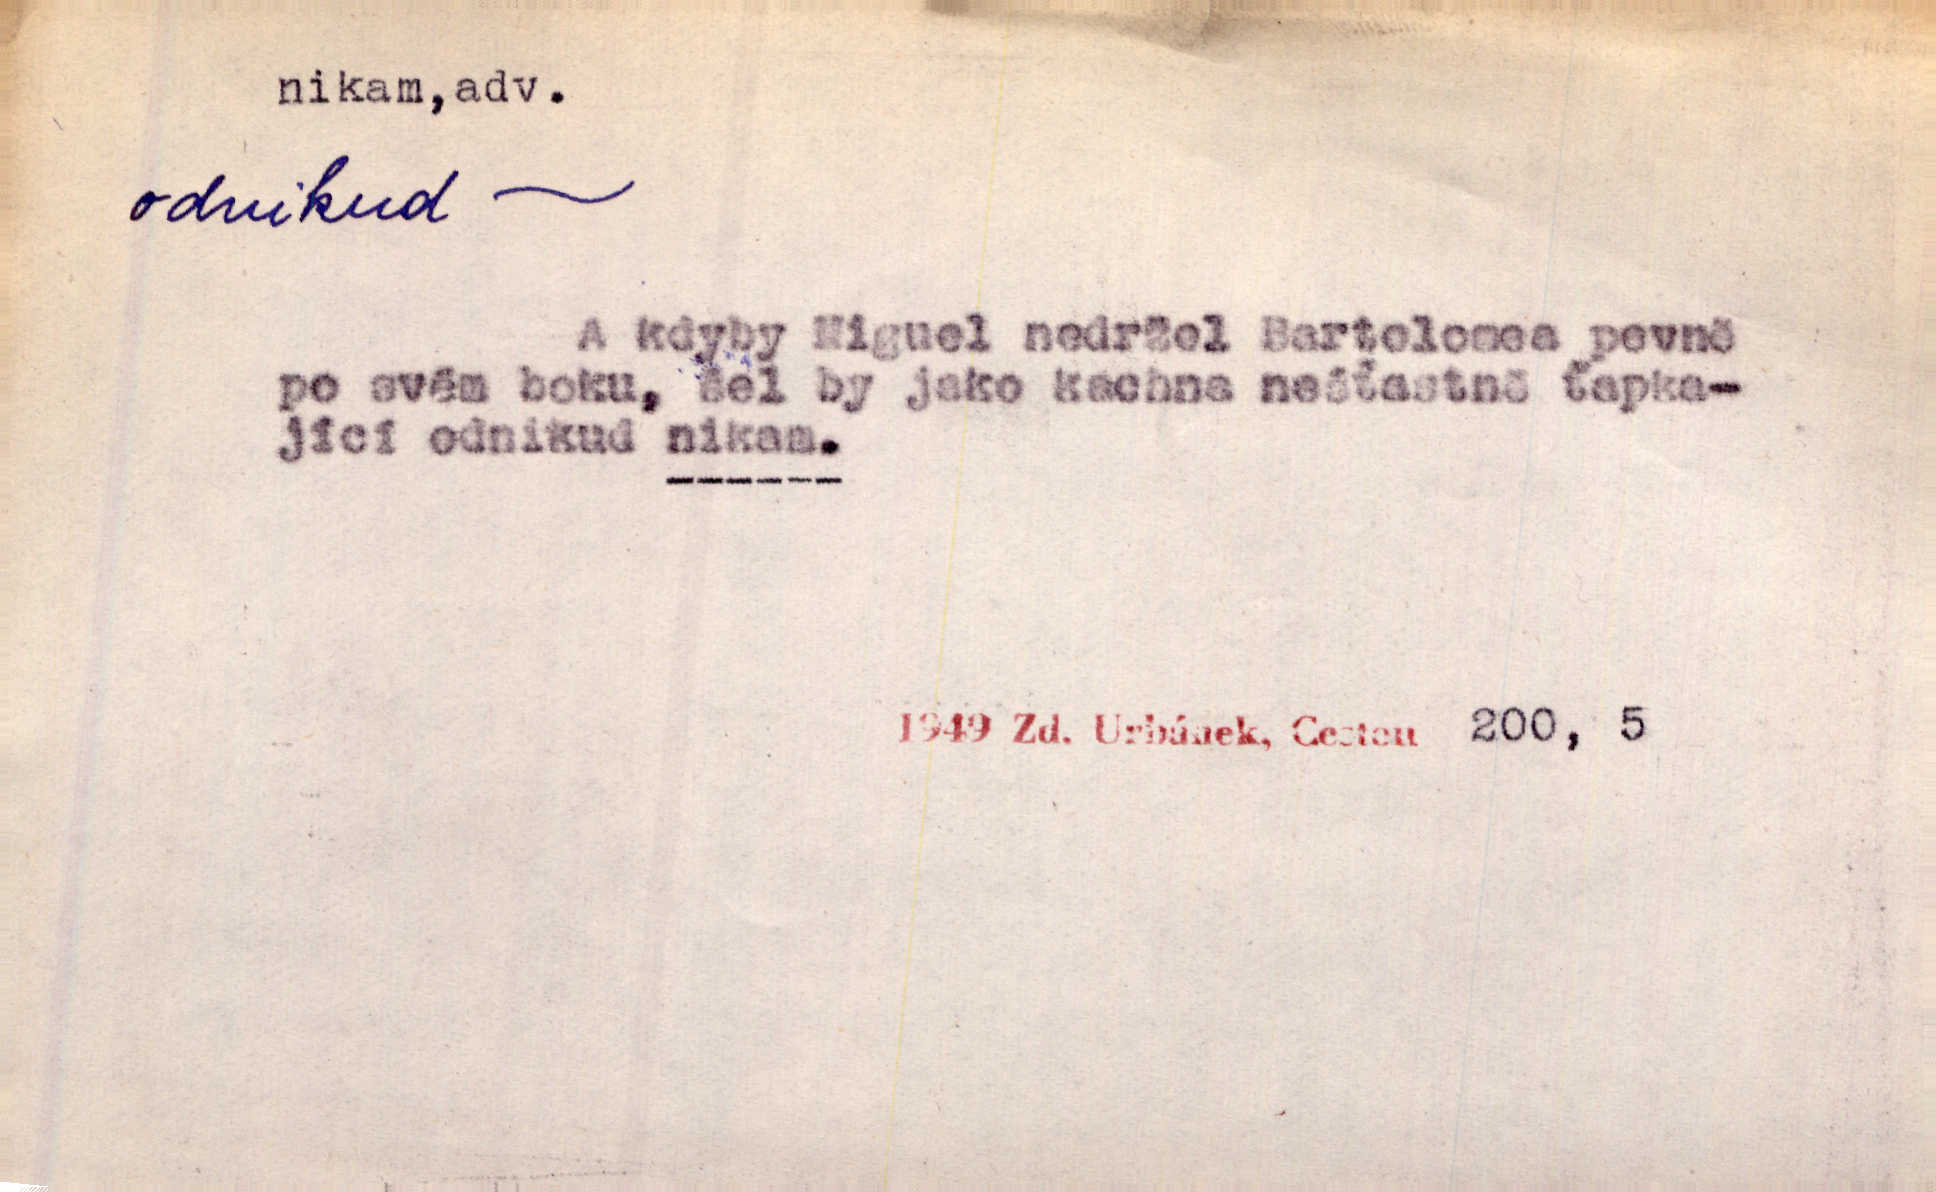 nikam,adv.
odnikud ~
A kdyby Miguel nedržel Bartolomea pevně
po svém boku, šel by jako kachna nešťastně ťapka-
jící odnikud nikam.
1949 Zd. Urbánek, Cestou 200, 5